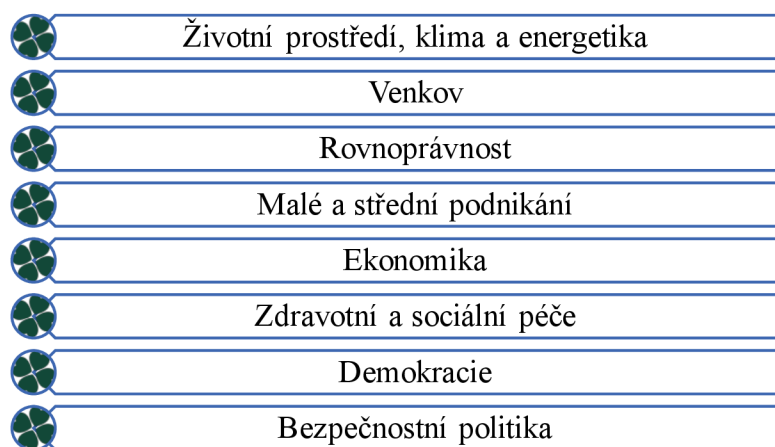 Životní prostředí, klima a energetika
Venkov
Rovnoprávnost
Malé a střední podnikání
Ekonomika
Zdravotní a sociální péče
Demokracie
Bezpečnostní politika